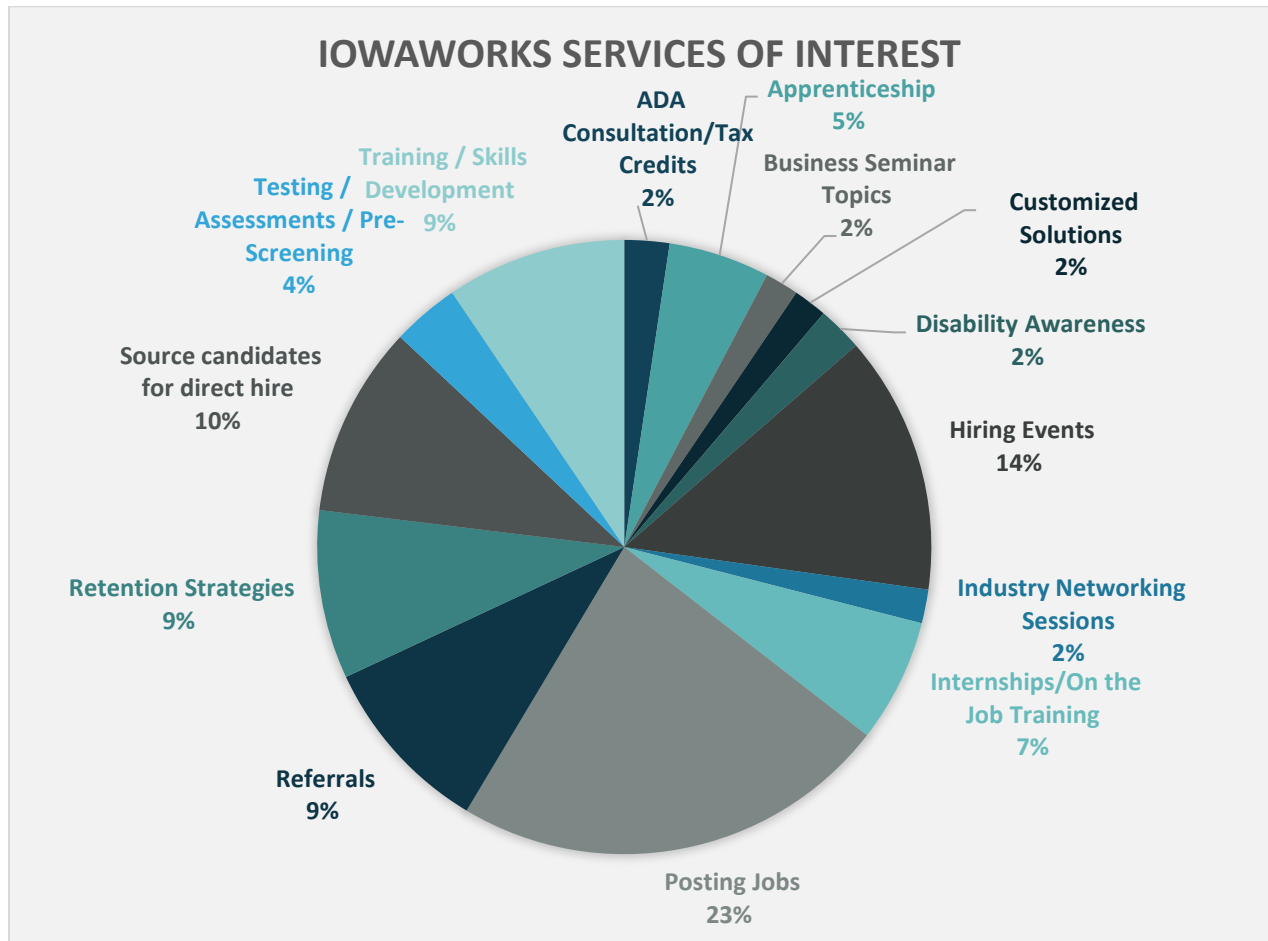 IOWAWORKS SERVICES OF INTEREST
ADA
Consultation/Tax
Credits
2%
Apprenticeship
5%
Business Seminar
Topics
2%
Customized
Solutions
2%
Disability Awareness
2%
Hiring Events
14%
Industry Networking
Sessions
2%
Internships/On the
Job Training
7%
Posting Jobs
23%
Referrals
9%
Retention Strategies
9%
Source candidates
for direct hire
10%
Testing /
Assessments / Pre-
Screening
4%
Training / Skills
Development
9%